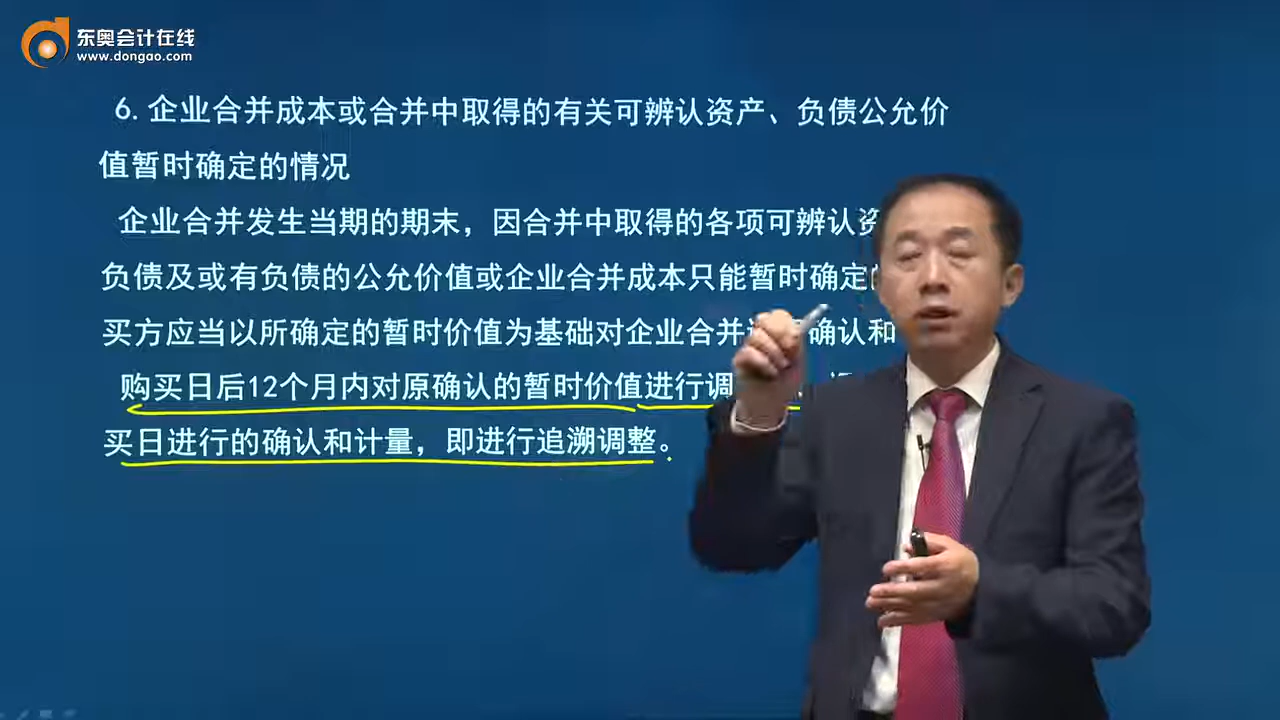 东奥会计在线
www.dongao.com
6.企业合并成本或合并中取得的有关可辨认资产、负债公允价
值暂时确定的情况
企业合并发生当期的期末，因合并中取得的各项可辨认资
负债及或有负债的公允价值或企业合并成本只能暂时确定
买方应当以所确定的暂时价值为基础对企业合并 确认和
购买日后12个月内对原确认的暂时价值进行调
买日进行的确认和计量，即进行追溯调整。